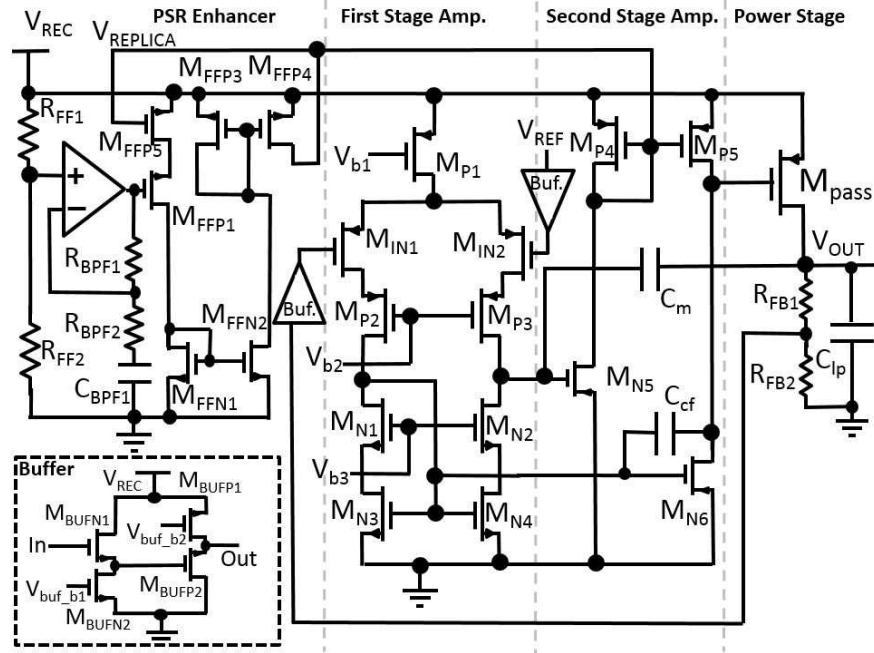 PSR Enhancer
First Stage Amp.
Second Stage Amp.
Power Stage
V_REC
V_REPLICA
M_FFP3
M_FFP4
R_FF1
M_FFP5
V_b1
M_P1
V_REF
M_P4
M_P5
M_pass
Buf.
+
−
M_FFP1
R_BPF1
M_IN1
M_IN2
V_OUT
Buf.
M_P2
M_P3
C_m
R_FB1
R_BPF2
M_FFN2
R_FF2
V_b2
M_N5
R_FB2
C_lp
C_BPF1
M_FFN1
M_N1
M_N2
C_cf
Buffer
V_REC
M_BUFP1
V_b3
M_BUFN1
V_buf_b2
M_N3
M_N4
M_N6
In
Out
V_buf_b1
M_BUFP2
M_BUFN2